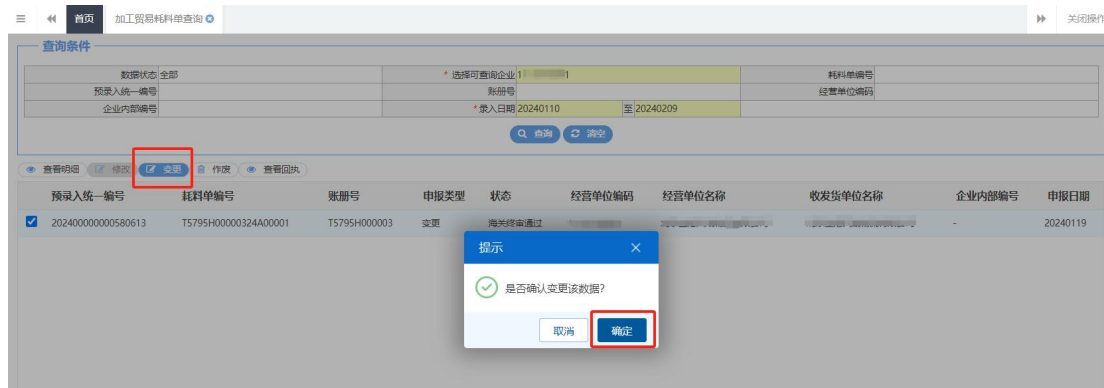 首页 加工贸易耗料单查询 关闭操作
查询条件
数据状态 全部 * 选择可查询企业 1 1 耗料单编号
预录入统一编号 账册号 经营单位编码
企业内部编号 * 录入日期 20240110 至 20240209
查询 清空
查看明细 修改 变更 作废 查看回执
预录入统一编号 耗料单编号 账册号 申报类型 状态 经营单位编码 经营单位名称 收发货单位名称 企业内部编号 申报日期
202400000000580613 T5795H00000324A00001 T5795H000003 变更 海关终审通过 - 20240119
提示
是否确认变更该数据?
取消 确定